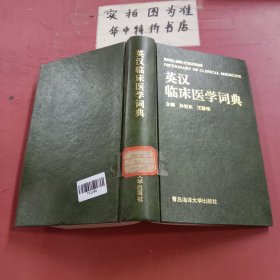 实拍图为准
华中特价书店
ENGLISH-CHINESE
DICTIONARY OF CLINICAL MEDICINE
英汉
临床医学词典
主编
青岛海洋大学出版社
英汉临床医学词典